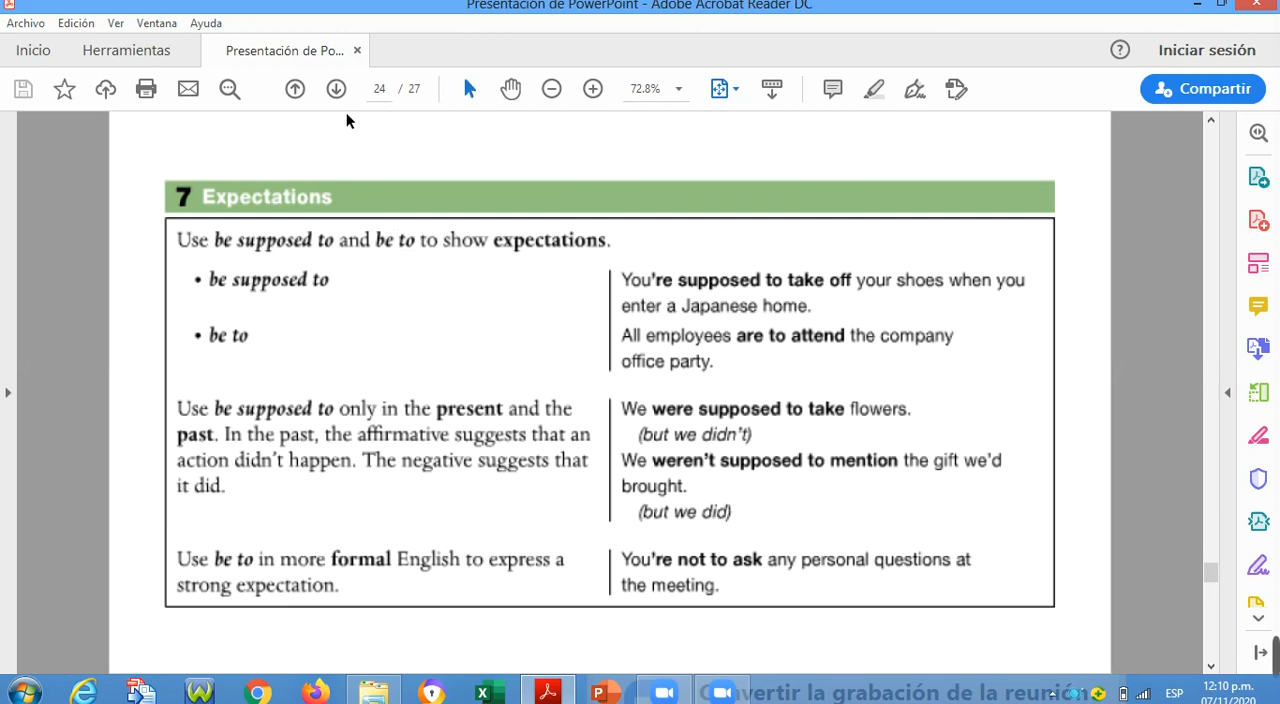 Presentación de PowerPoint - Adobe Acrobat Reader DC
Archivo Edición Ver Ventana Ayuda
Inicio Herramientas Presentación de Po... × ? Iniciar sesión
24 / 27 72.8% Compartir
7 Expectations
Use be supposed to and be to to show expectations.
• be supposed to
You're supposed to take off your shoes when you
enter a Japanese home.
• be to
All employees are to attend the company
office party.
Use be supposed to only in the present and the
past. In the past, the affirmative suggests that an
action didn't happen. The negative suggests that
it did.
We were supposed to take flowers.
(but we didn't)
We weren't supposed to mention the gift we'd
brought.
(but we did)
Use be to in more formal English to express a
strong expectation.
You're not to ask any personal questions at
the meeting.
Convertir la grabación de la reunión
ESP
12:10 p.m.
07/11/2020